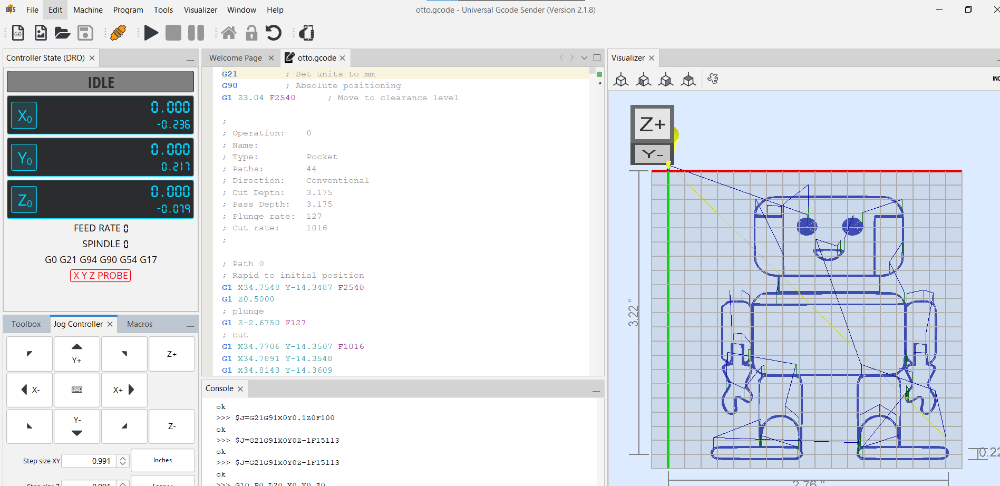 UGS File Edit Machine Program Tools Visualizer Window Help
otto.gcode - Universal Gcode Sender (Version 2.1.8)
G0
Controller State (DRO)
IDLE
X0 0.000
-0.236
Y0 0.000
0.217
Z0 0.000
-0.079
FEED RATE 0
SPINDLE 0
G0 G21 G94 G90 G54 G17
X Y Z PROBE
Toolbox Jog Controller Macros
Y+
Z+
X-
X+
Y-
Z-
Step size XY 0.991 Inches
Welcome Page otto.gcode
G21 ; Set units to mm
G90 ; Absolute positioning
G1 Z3.04 F2540 ; Move to clearance level
;
; Operation: 0
; Name:
; Type: Pocket
; Paths: 44
; Direction: Conventional
; Cut Depth: 3.175
; Pass Depth: 3.175
; Plunge rate: 127
; Cut rate: 1016
;
; Path 0
; Rapid to initial position
G1 X34.7548 Y-14.3487 F2540
G1 Z0.5000
; plunge
G1 Z-2.6750 F127
; cut
G1 X34.7706 Y-14.3507 F1016
G1 X34.7891 Y-14.3548
G1 X34.8143 Y-14.3609
Console
ok
>>> $J=G21G91X0Y0.1Z0F100
ok
>>> $J=G21G91X0Y0Z-1F15113
ok
>>> $J=G21G91X0Y0Z-1F15113
ok
>>> G10 P0 L20 X0 Y0 Z0
Visualizer
Z+
Y-
3.22 "
0.22
2.76 "